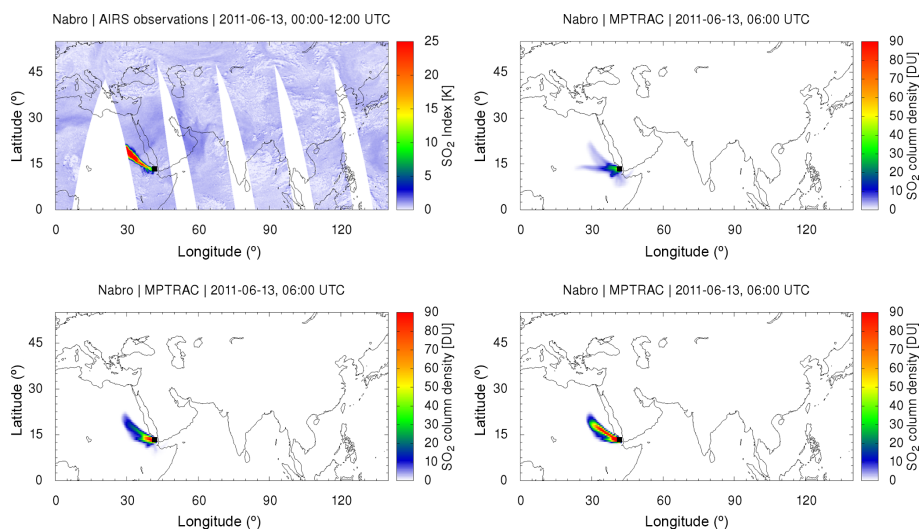 Nabro | AIRS observations | 2011-06-13, 00:00-12:00 UTC
Latitude (º)
45
30
15
0
0 30 60 90 120
Longitude (º)
25
20
15
10
5
0
SO2 Index [K]
Nabro | MPTRAC | 2011-06-13, 06:00 UTC
Latitude (º)
45
30
15
0
0 30 60 90 120
Longitude (º)
90
80
70
60
50
40
30
20
10
0
SO2 column density [DU]
Nabro | MPTRAC | 2011-06-13, 06:00 UTC
Latitude (º)
45
30
15
0
0 30 60 90 120
Longitude (º)
90
80
70
60
50
40
30
20
10
0
SO2 column density [DU]
Nabro | MPTRAC | 2011-06-13, 06:00 UTC
Latitude (º)
45
30
15
0
0 30 60 90 120
Longitude (º)
90
80
70
60
50
40
30
20
10
0
SO2 column density [DU]